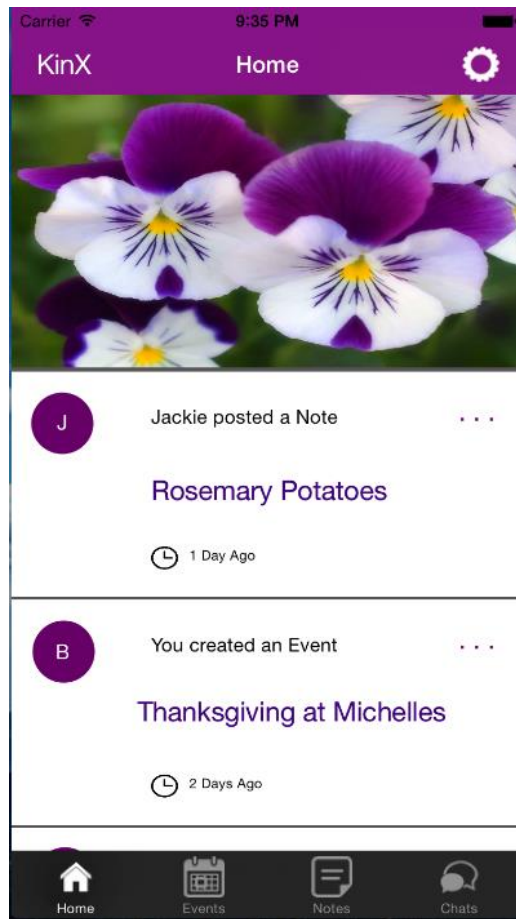 Carrier 9:35 PM
KinX Home
J Jackie posted a Note ...
Rosemary Potatoes
1 Day Ago
B You created an Event ...
Thanksgiving at Michelles
2 Days Ago
Home Events Notes Chats